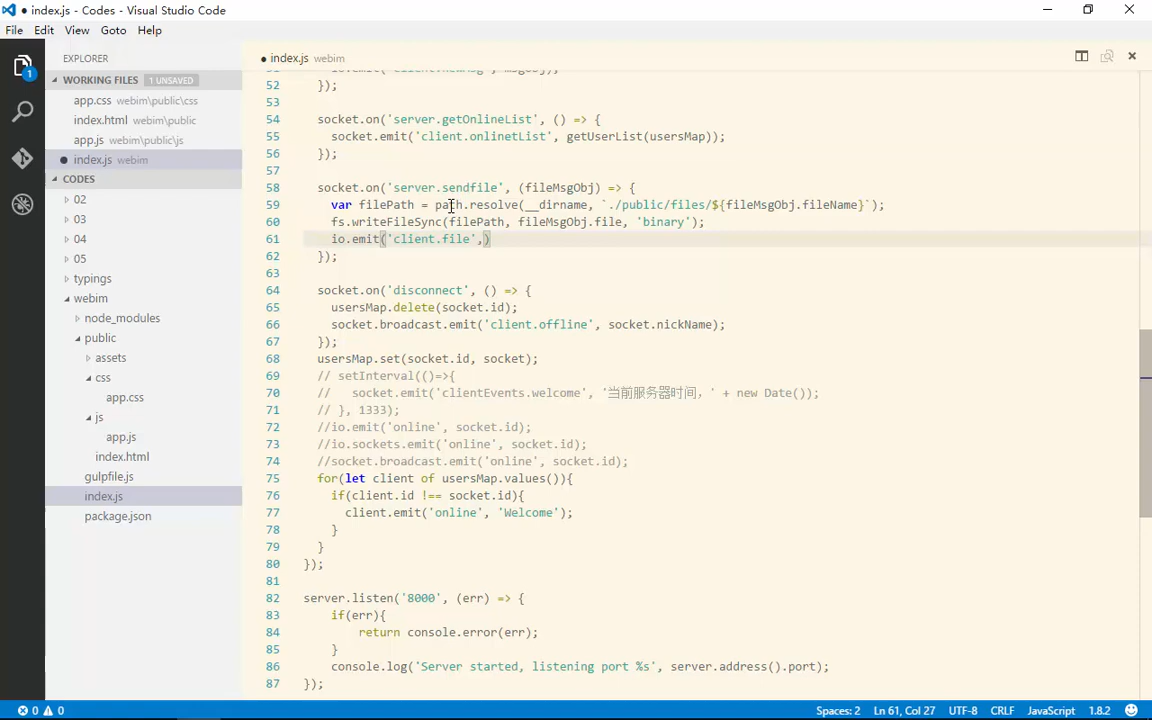 index.js - Codes - Visual Studio Code
File Edit View Goto Help
EXPLORER
● index.js webim
WORKING FILES 1 UNSAVED
app.css webim\public\css
index.html webim\public
app.js webim\public\js
● index.js webim
CODES
02
03
04
05
typings
webim
node_modules
public
assets
css
app.css
js
app.js
index.html
gulpfile.js
index.js
package.json
1
52 });
53
54 socket.on('server.getOnlineList', () => {
55 socket.emit('client.onlinetList', getUserList(usersMap));
56 });
57
58 socket.on('server.sendfile', (fileMsgObj) => {
59 var filePath = path.resolve(__dirname, `./public/files/${fileMsgObj.fileName}`);
60 fs.writeFileSync(filePath, fileMsgObj.file, 'binary');
61 io.emit('client.file',)
62 });
63
64 socket.on('disconnect', () => {
65 usersMap.delete(socket.id);
66 socket.broadcast.emit('client.offline', socket.nickName);
67 });
68 usersMap.set(socket.id, socket);
69 // setInterval(()=>{
70 // socket.emit('clientEvents.welcome', '当前服务器时间，' + new Date());
71 // }, 1333);
72 //io.emit('online', socket.id);
73 //io.sockets.emit('online', socket.id);
74 //socket.broadcast.emit('online', socket.id);
75 for(let client of usersMap.values()){
76 if(client.id !== socket.id){
77 client.emit('online', 'Welcome');
78 }
79 }
80 });
81
82 server.listen('8000', (err) => {
83 if(err){
84 return console.error(err);
85 }
86 console.log('Server started, listening port %s', server.address().port);
87 });
0 0 Spaces: 2 Ln 61, Col 27 UTF-8 CRLF JavaScript 1.8.2